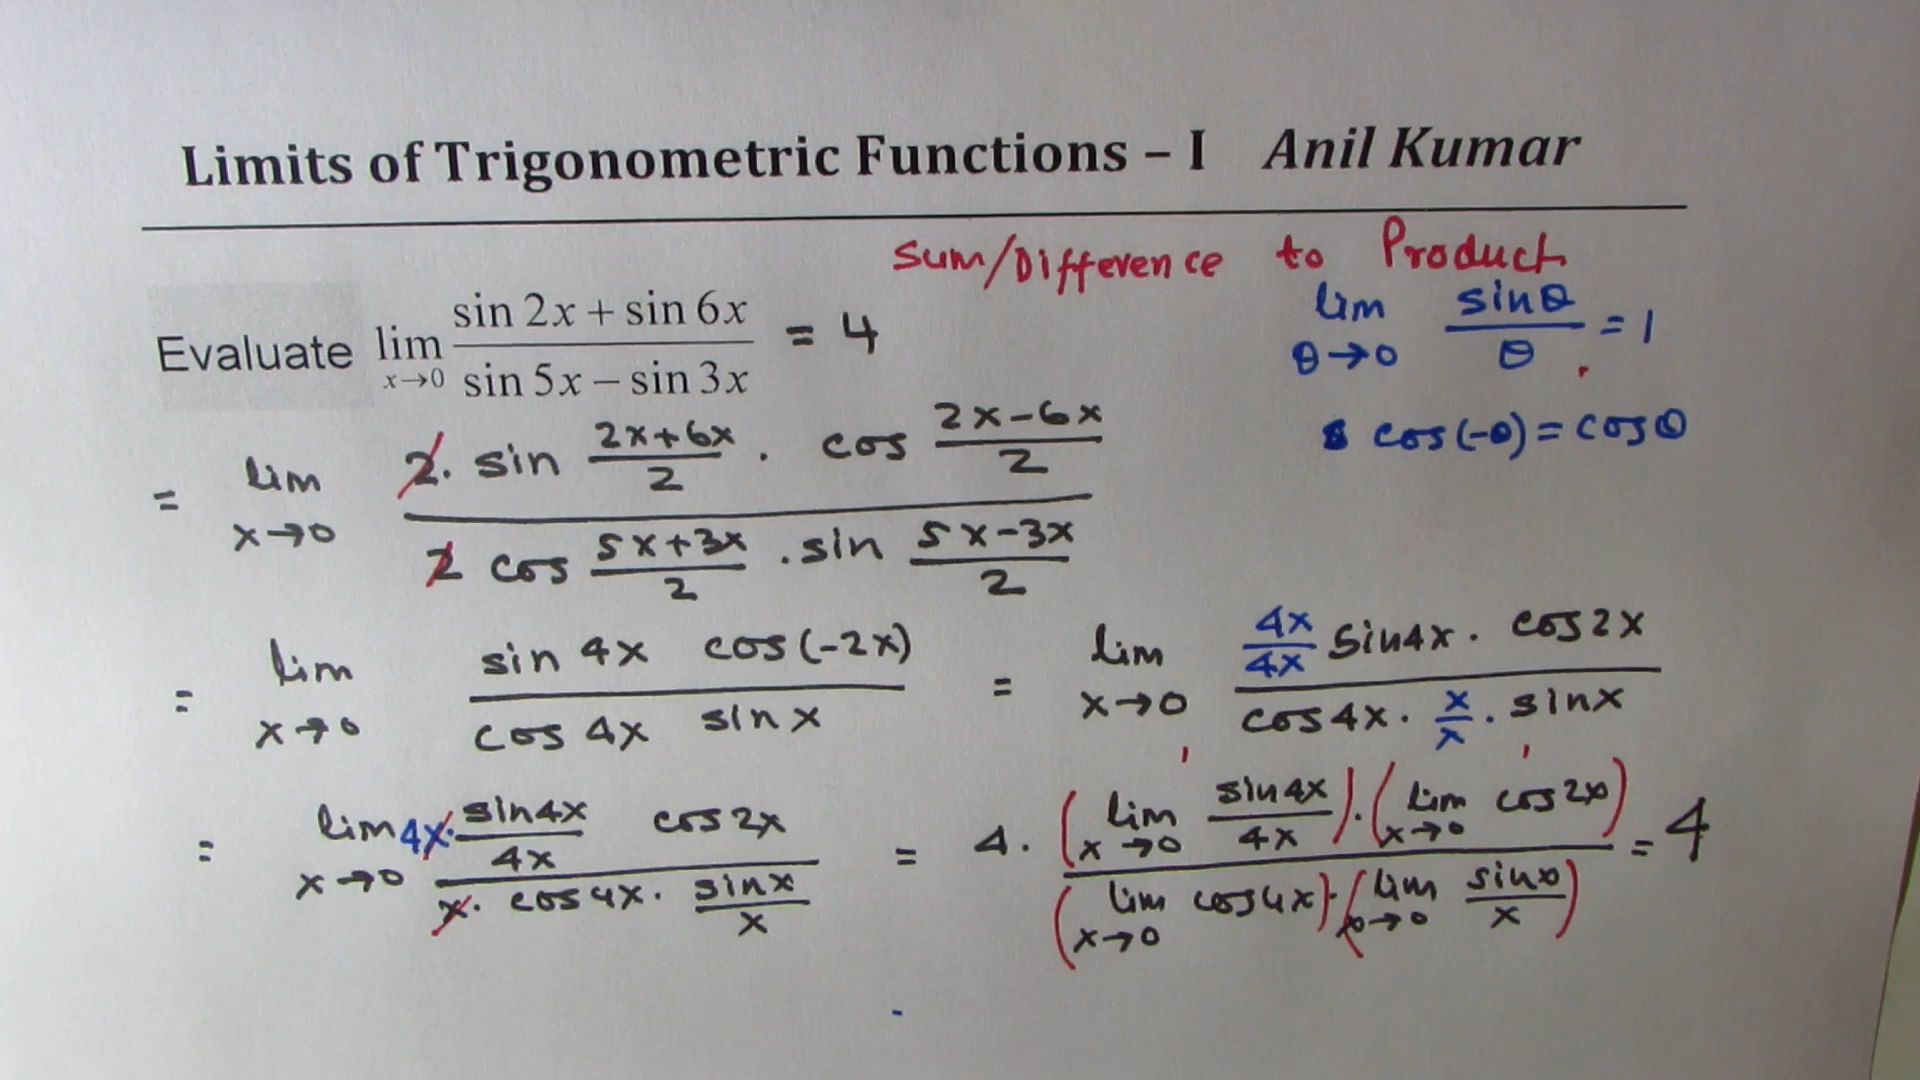 Limits of Trigonometric Functions – I Anil Kumar
Sum/Difference to Product
Evaluate lim x→0 (sin 2x + sin 6x)/(sin 5x – sin 3x) = 4
lim θ→0 sinθ/θ = 1
cos(-θ) = cosθ
= lim x→0 (2. sin (2x+6x)/2 . cos (2x-6x)/2)/(2 cos (5x+3x)/2 . sin (5x-3x)/2)
= lim x→0 (sin 4x cos(-2x))/(cos 4x sin x) = lim x→0 (4x/4x sin4x . cos2x)/(cos4x . x/x . sinx)
= lim x→0 (4x . sin4x/4x cos2x)/(x . cos4x . sinx/x) = 4 . (lim x→0 sin4x/4x) . (lim x→0 cos2x)/(lim x→0 cos4x) . (lim x→0 sinx/x) = 4